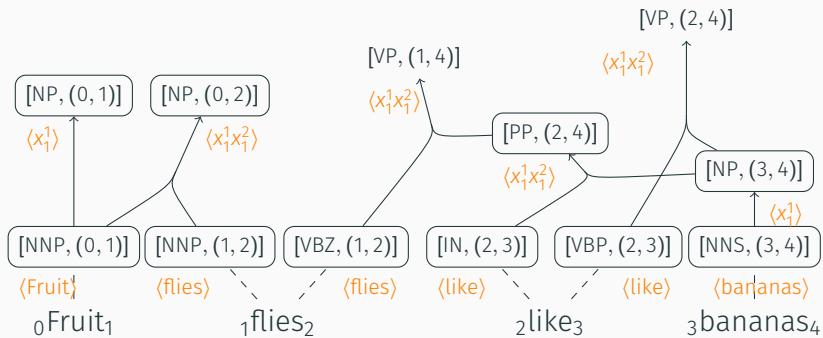 [VP, (2, 4)]
[VP, (1, 4)]
⟨x₁¹x₁²⟩
[NP, (0, 1)] [NP, (0, 2)] ⟨x₁¹x₁²⟩
⟨x₁¹⟩ ⟨x₁¹x₁²⟩ [PP, (2, 4)]
⟨x₁¹x₁²⟩ [NP, (3, 4)]
⟨x₁¹⟩
[NNP, (0, 1)] [NNP, (1, 2)] [VBZ, (1, 2)] [IN, (2, 3)] [VBP, (2, 3)] [NNS, (3, 4)]
⟨Fruit⟩ ⟨flies⟩ ⟨flies⟩ ⟨like⟩ ⟨like⟩ ⟨bananas⟩
₀Fruit₁ ₁flies₂ ₂like₃ ₃bananas₄